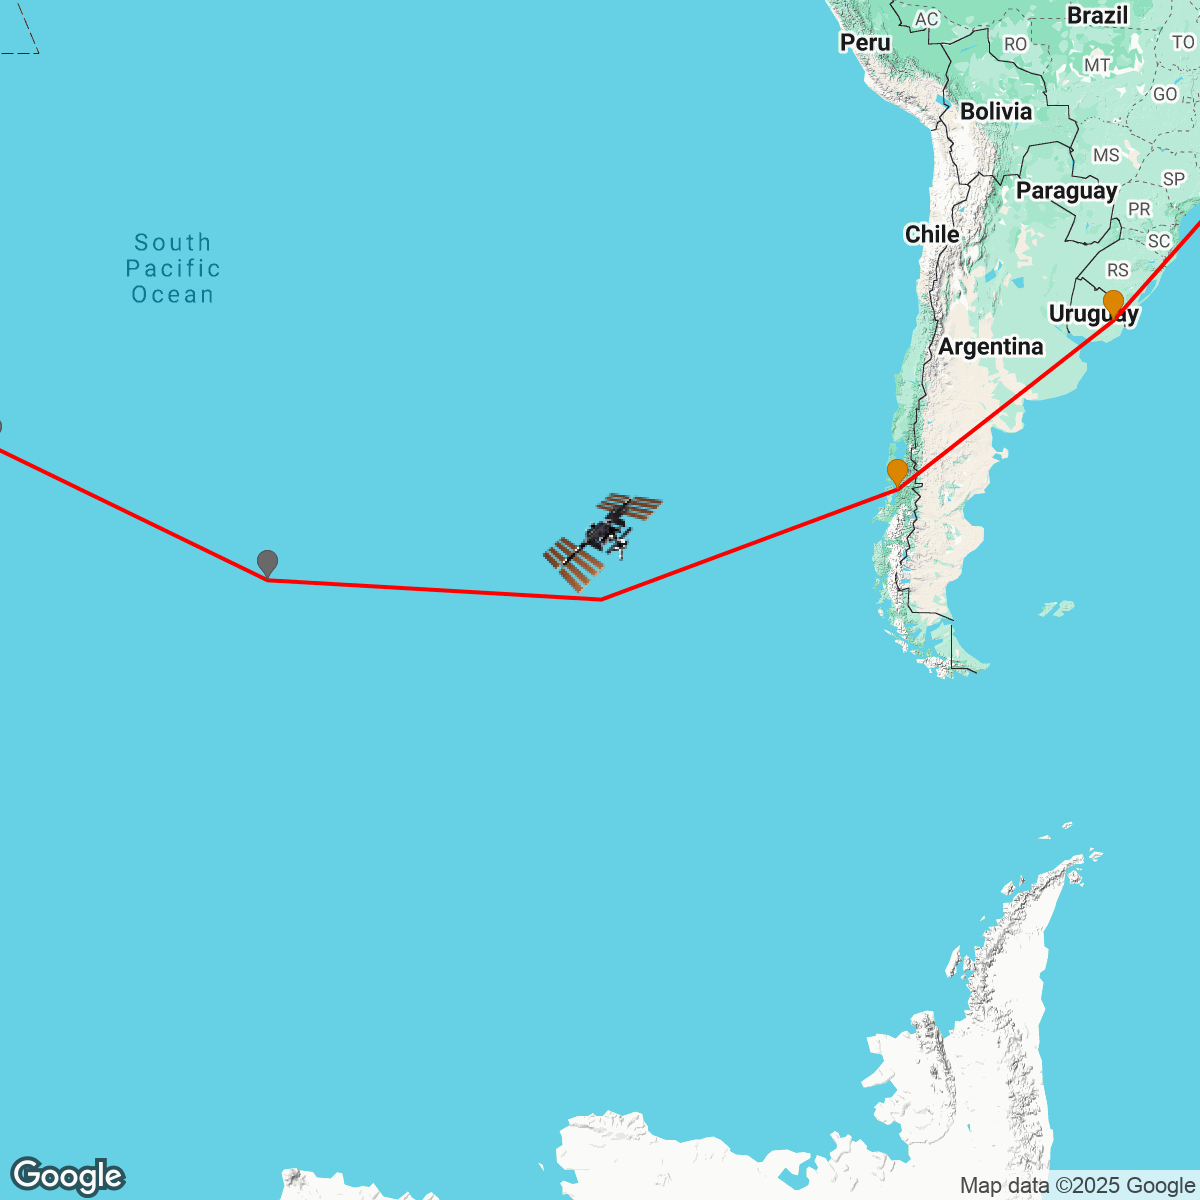 Brazil
AC
Peru
RO
TO
MT
GO
Bolivia
MS
SP
Paraguay
PR
Chile
SC
South
Pacific
Ocean
RS
Uruguay
Argentina
Google
Map data ©2025 Google